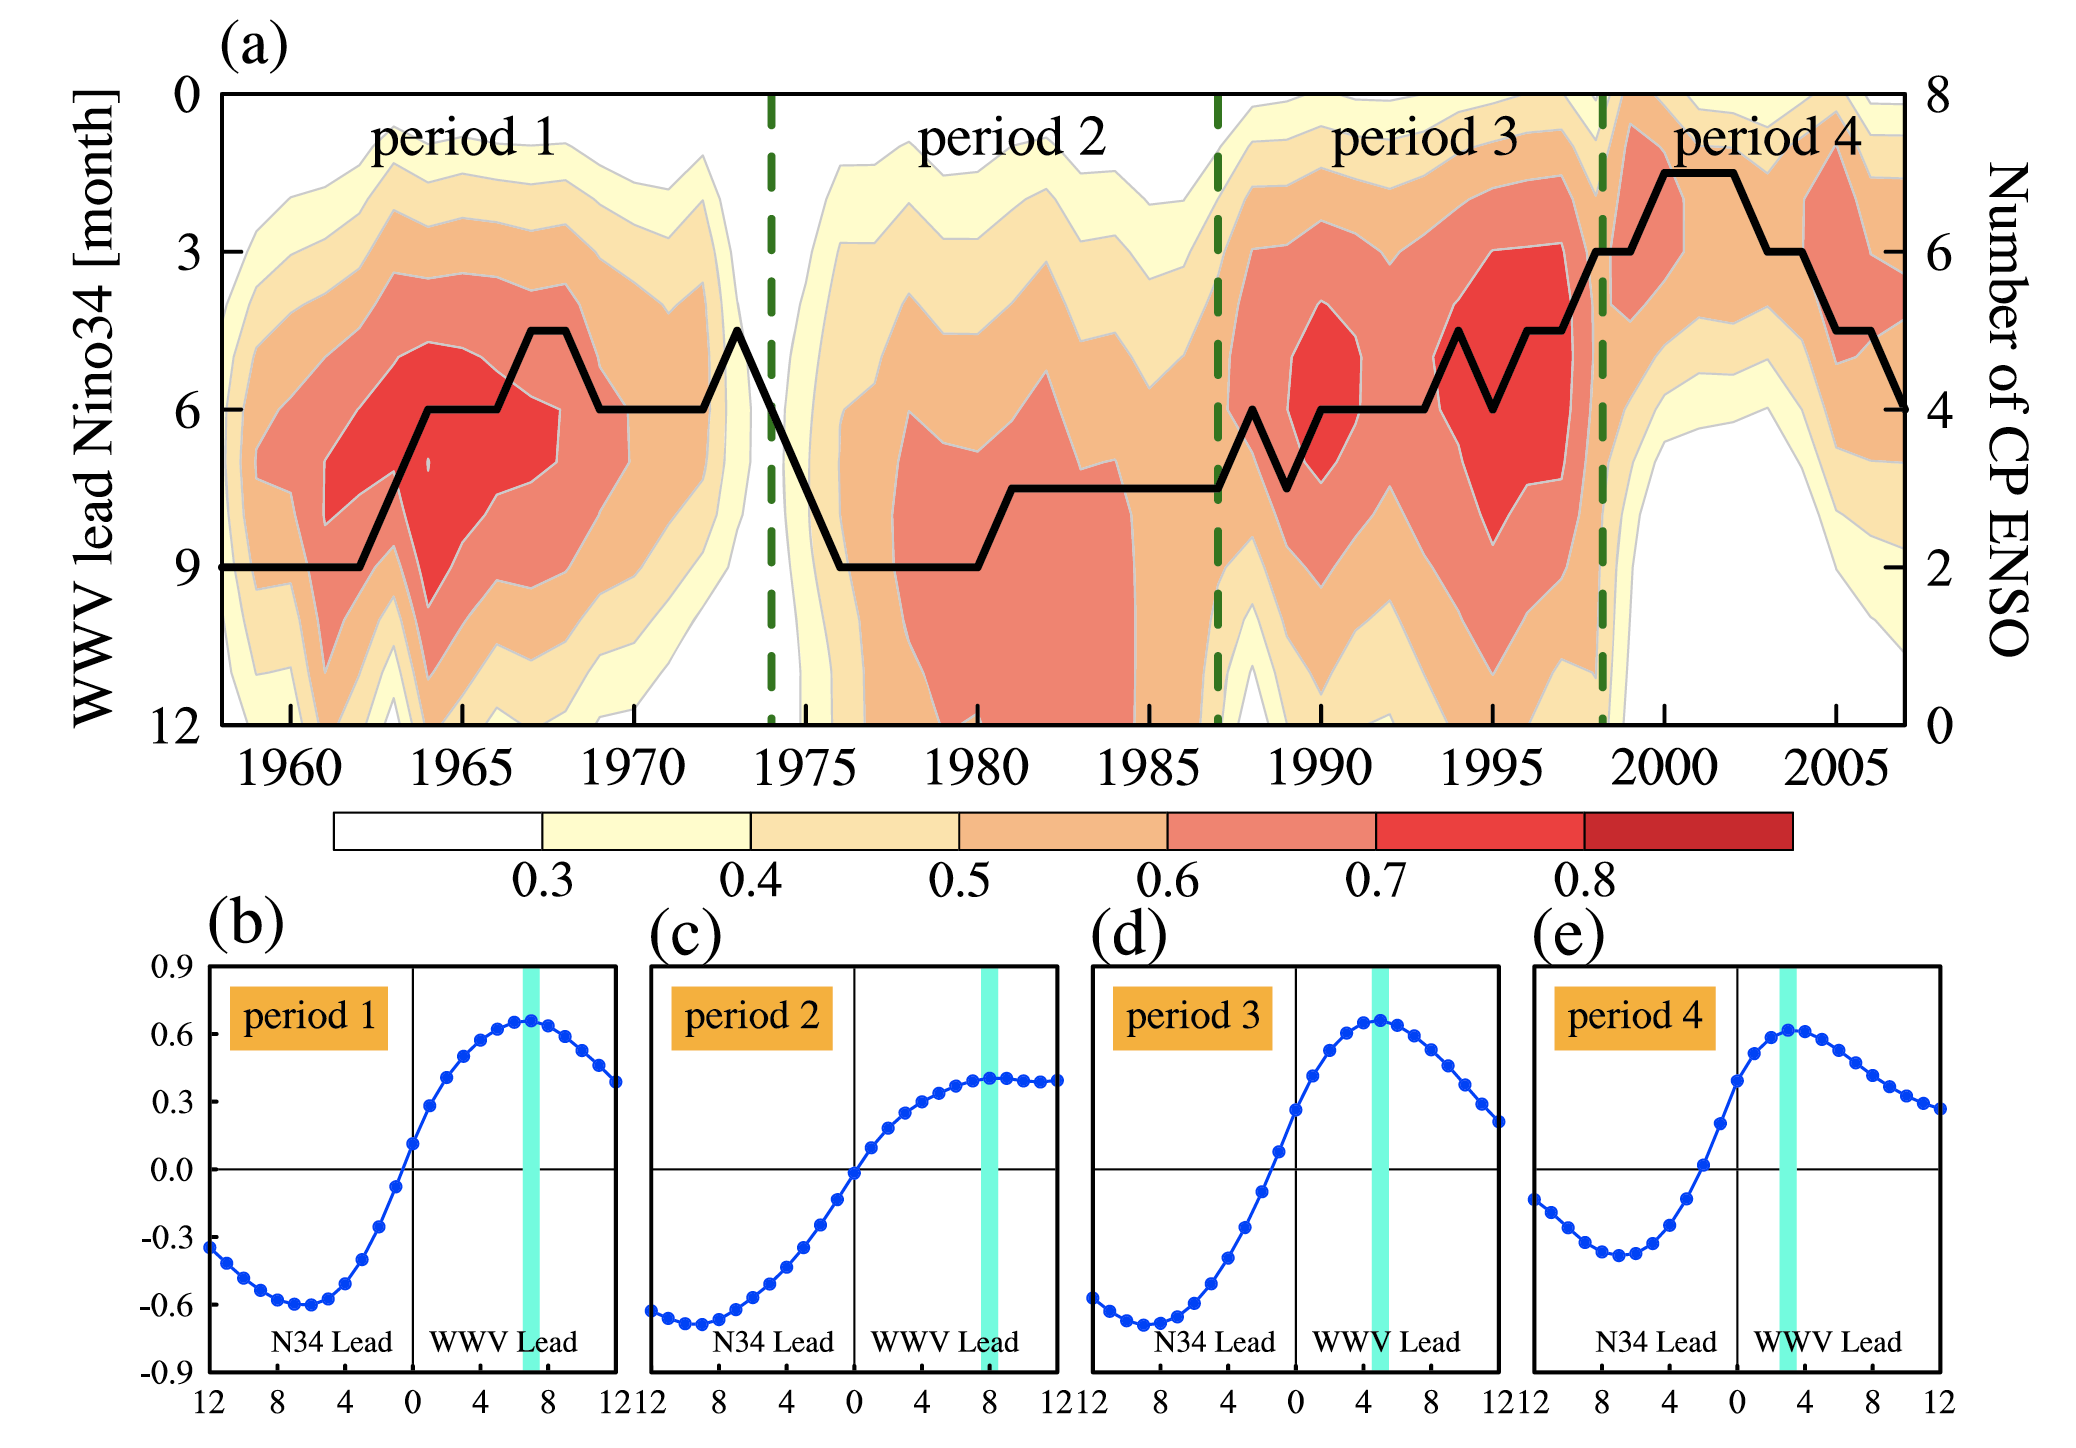 (a)
WWV lead Nino34 [month]
0
3
6
9
12
period 1
period 2
period 3
period 4
8
6
4
2
0
Number of CP ENSO
1960 1965 1970 1975 1980 1985 1990 1995 2000 2005
0.3 0.4 0.5 0.6 0.7 0.8
(b)
0.9
0.6
0.3
0.0
-0.3
-0.6
-0.9
period 1
N34 Lead WWV Lead
12 8 4 0 4 8 12
(c)
period 2
N34 Lead WWV Lead
12 8 4 0 4 8 12
(d)
period 3
N34 Lead WWV Lead
12 8 4 0 4 8 12
(e)
period 4
N34 Lead WWV Lead
12 8 4 0 4 8 12